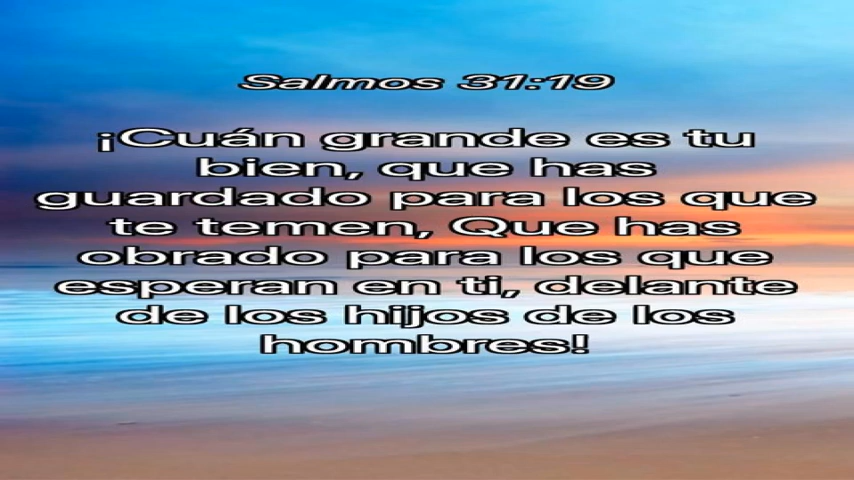 Salmos 31:19
¡Cuán grande es tu
bien, que has
guardado para los que
te temen, Que has
obrado para los que
esperan en ti, delante
de los hijos de los
hombres!